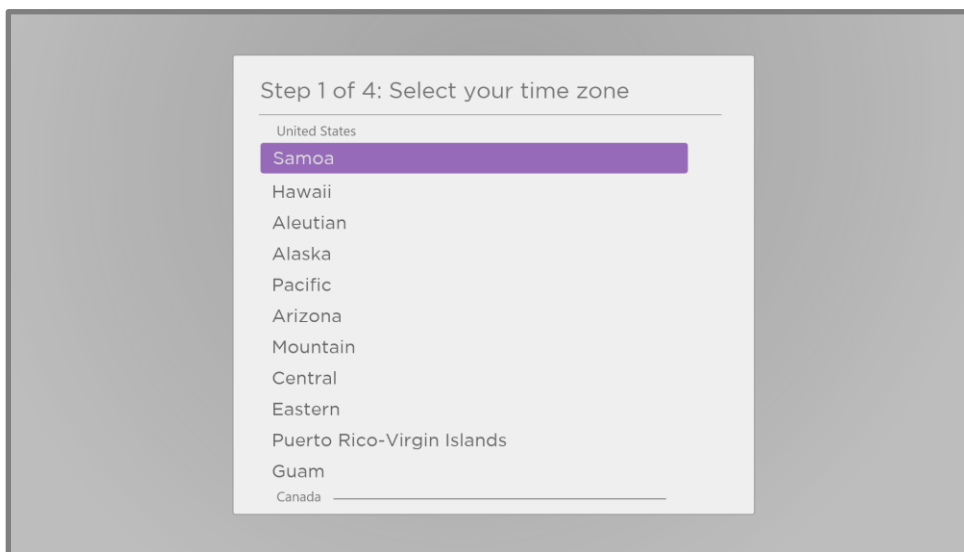 Step 1 of 4: Select your time zone
United States
Samoa
Hawaii
Aleutian
Alaska
Pacific
Arizona
Mountain
Central
Eastern
Puerto Rico-Virgin Islands
Guam
Canada